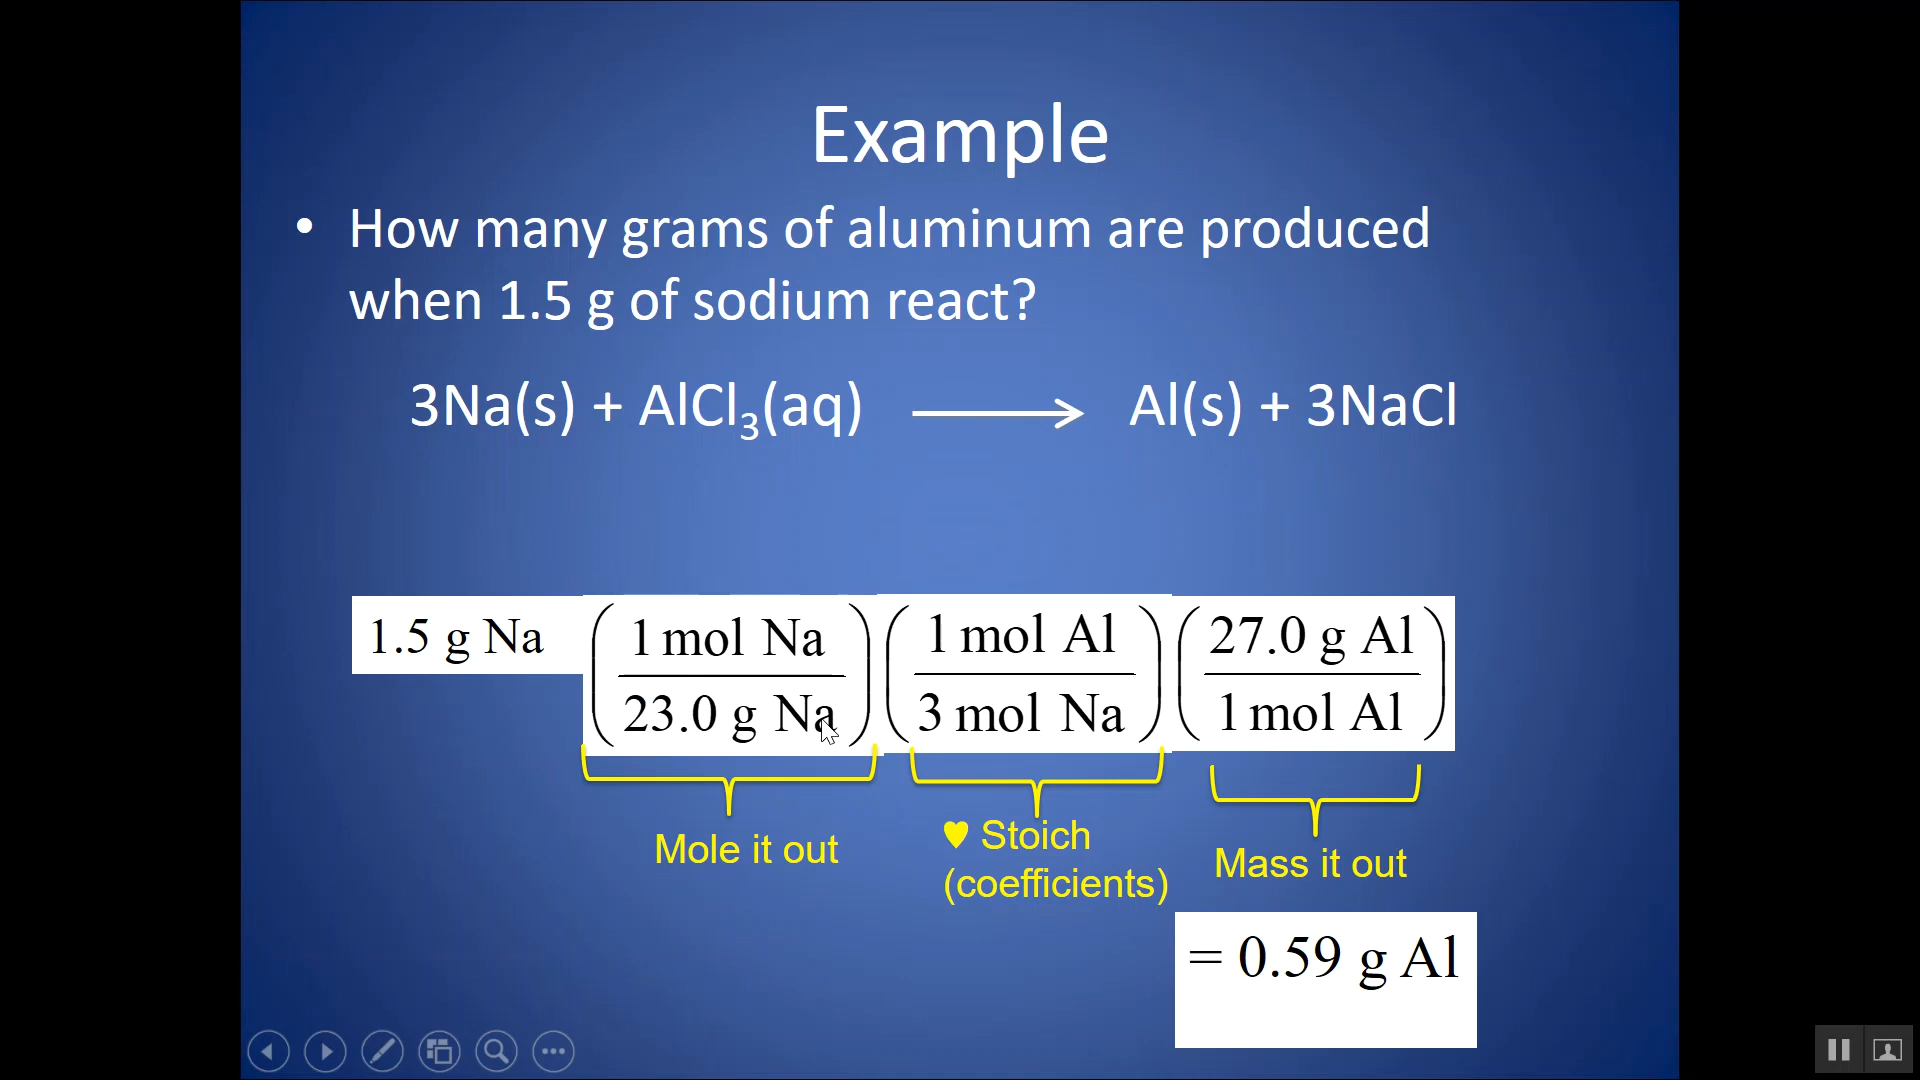 Example
• How many grams of aluminum are produced
when 1.5 g of sodium react?
3Na(s) + AlCl₃(aq) ⟶ Al(s) + 3NaCl
1.5 g Na (1 mol Na / 23.0 g Na) (1 mol Al / 3 mol Na) (27.0 g Al / 1 mol Al)
Mole it out
♥ Stoich
(coefficients)
Mass it out
= 0.59 g Al